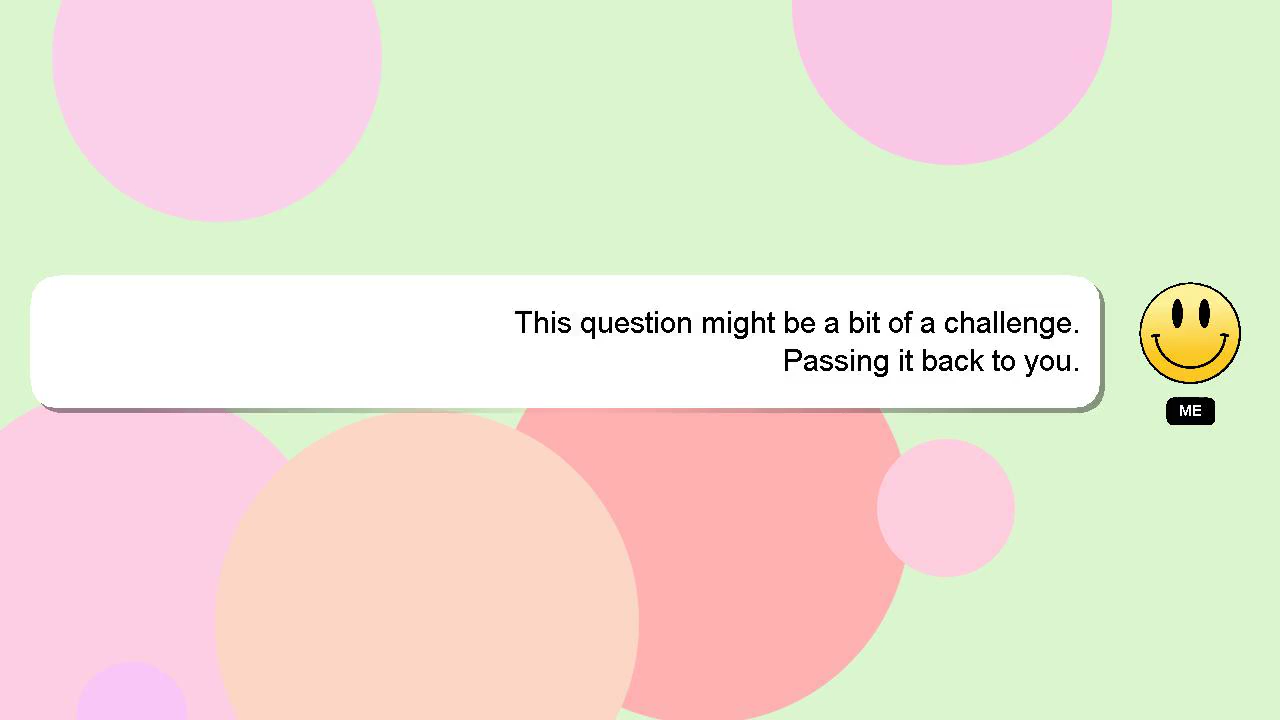 This question might be a bit of a challenge.
Passing it back to you.
ME